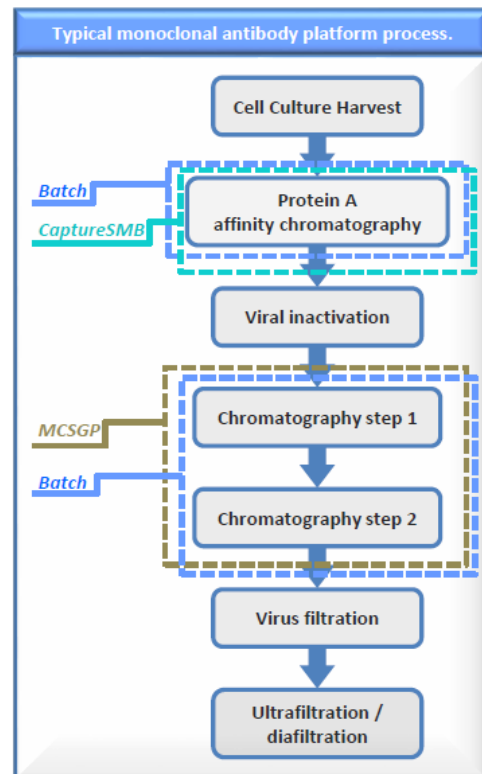 Typical monoclonal antibody platform process.
Cell Culture Harvest
Batch
Protein A
affinity chromatography
CaptureSMB
Viral inactivation
Chromatography step 1
MCSGP
Batch
Chromatography step 2
Virus filtration
Ultrafiltration /
diafiltration